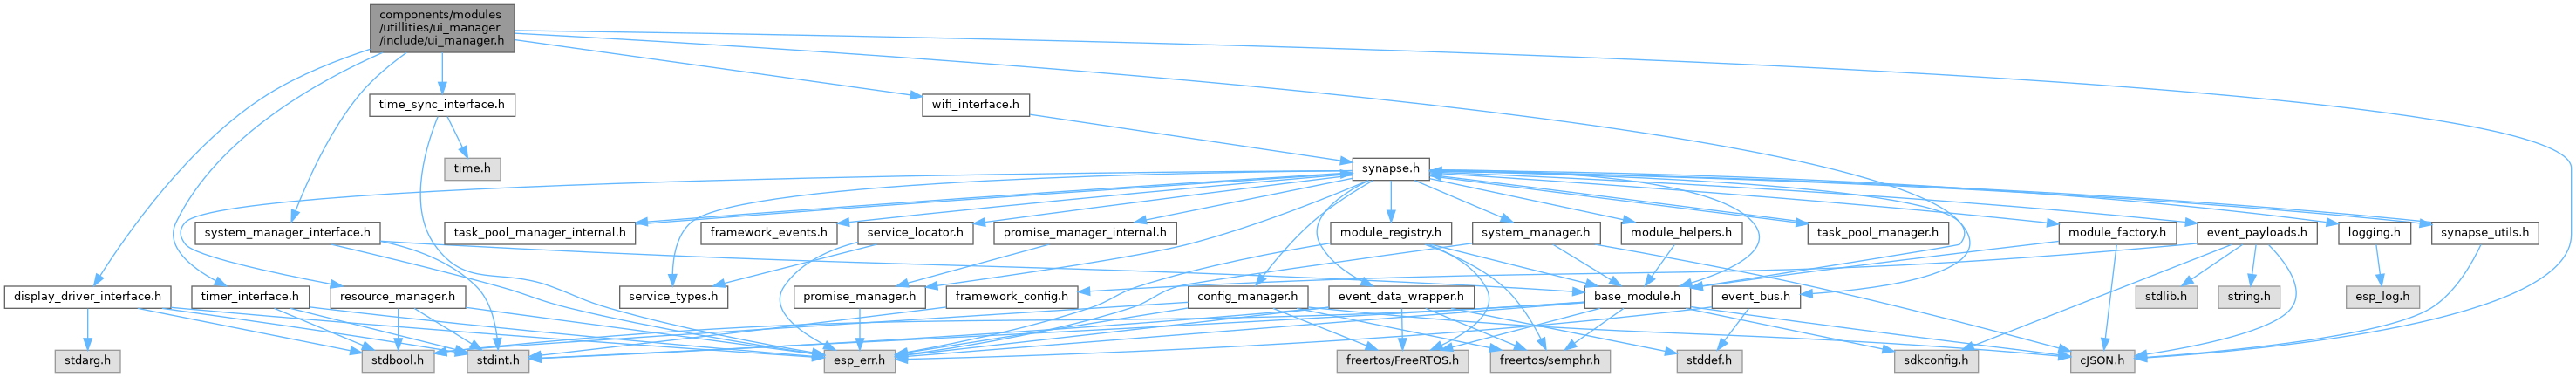 components/modules
/utillities/ui_manager
/include/ui_manager.h
time_sync_interface.h
wifi_interface.h
time.h
synapse.h
system_manager_interface.h
task_pool_manager_internal.h
framework_events.h
service_locator.h
promise_manager_internal.h
module_registry.h
system_manager.h
module_helpers.h
task_pool_manager.h
module_factory.h
event_payloads.h
logging.h
synapse_utils.h
display_driver_interface.h
timer_interface.h
resource_manager.h
service_types.h
promise_manager.h
framework_config.h
config_manager.h
event_data_wrapper.h
base_module.h
event_bus.h
stdlib.h
string.h
esp_log.h
stdarg.h
stdbool.h
stdint.h
esp_err.h
freertos/FreeRTOS.h
freertos/semphr.h
stddef.h
sdkconfig.h
cJSON.h